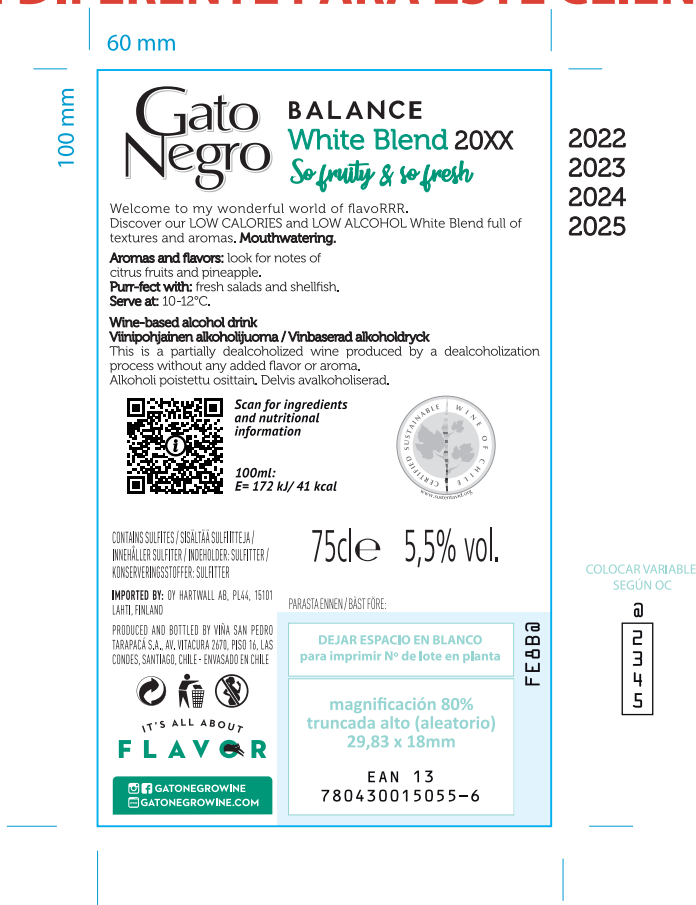 DIFERENTE PARA ESTE CLIEN
60 mm
100 mm
Gato
Negro
BALANCE
White Blend 20XX
So fruity & so fresh
2022
2023
2024
2025
Welcome to my wonderful world of flavoRRR.
Discover our LOW CALORIES and LOW ALCOHOL White Blend full of
textures and aromas. Mouthwatering.
Aromas and flavors: look for notes of
citrus fruits and pineapple.
Purr-fect with: fresh salads and shellfish.
Serve at: 10-12°C.
Wine-based alcohol drink
Viinipohjainen alkoholijuoma / Vinbaserad alkoholdryck
This is a partially dealcoholized wine produced by a dealcoholization
process without any added flavor or aroma.
Alkoholi poistettu osittain. Delvis avalkoholiserad.
Scan for ingredients
and nutritional
information
100ml:
E= 172 kJ/ 41 kcal
CERTIFIED SUSTAINABLE WINE OF CHILE
www.sustentavid.org
CONTAINS SULFITES / SISÄLTÄÄ SULFIITTEJA /
INNEHÅLLER SULFITER / INDEHOLDER: SULFITTER /
KONSERVERINGSSTOFFER: SULFITTER
75cl e 5,5% vol.
IMPORTED BY: OY HARTWALL AB, PL44, 15101
LAHTI, FINLAND
PARASTA ENNEN / BÄST FÖRE:
PRODUCED AND BOTTLED BY VIÑA SAN PEDRO
TARAPACÁ S.A., AV. VITACURA 2670, PISO 16, LAS
CONDES, SANTIAGO, CHILE - ENVASADO EN CHILE
DEJAR ESPACIO EN BLANCO
para imprimir Nº de lote en planta
FEBB@
COLOCAR VARIABLE
SEGÚN OC
@
2
3
4
5
IT'S ALL ABOUT
FLAVOR
magnificación 80%
truncada alto (aleatorio)
29,83 x 18mm
EAN 13
780430015055-6
GATONEGROWINE
GATONEGROWINE.COM